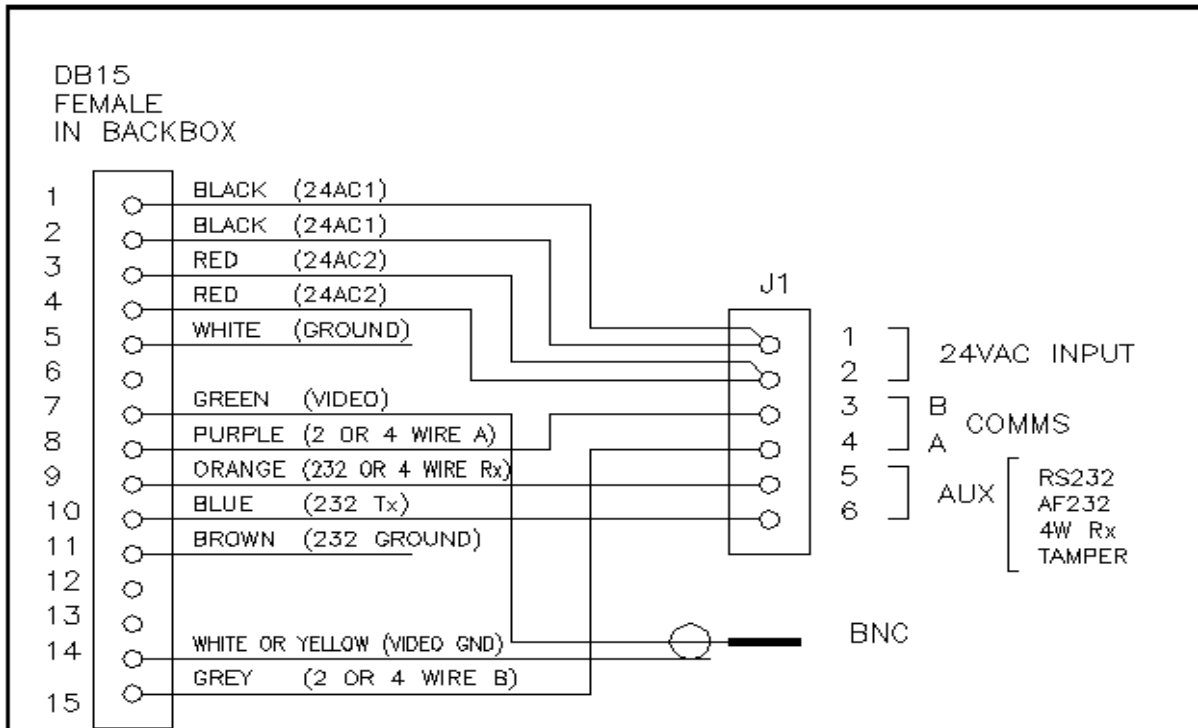 DB15
FEMALE
IN BACKBOX
1 BLACK (24AC1)
2 BLACK (24AC1)
3 RED (24AC2)
4 RED (24AC2)
5 WHITE (GROUND)
6
7 GREEN (VIDEO)
8 PURPLE (2 OR 4 WIRE A)
9 ORANGE (232 OR 4 WIRE Rx)
10 BLUE (232 Tx)
11 BROWN (232 GROUND)
12
13
14 WHITE OR YELLOW (VIDEO GND)
15 GREY (2 OR 4 WIRE B)
J1
1
2
24VAC INPUT
3 B
4 A
COMMS
5
6
AUX
RS232
AF232
4W Rx
TAMPER
BNC